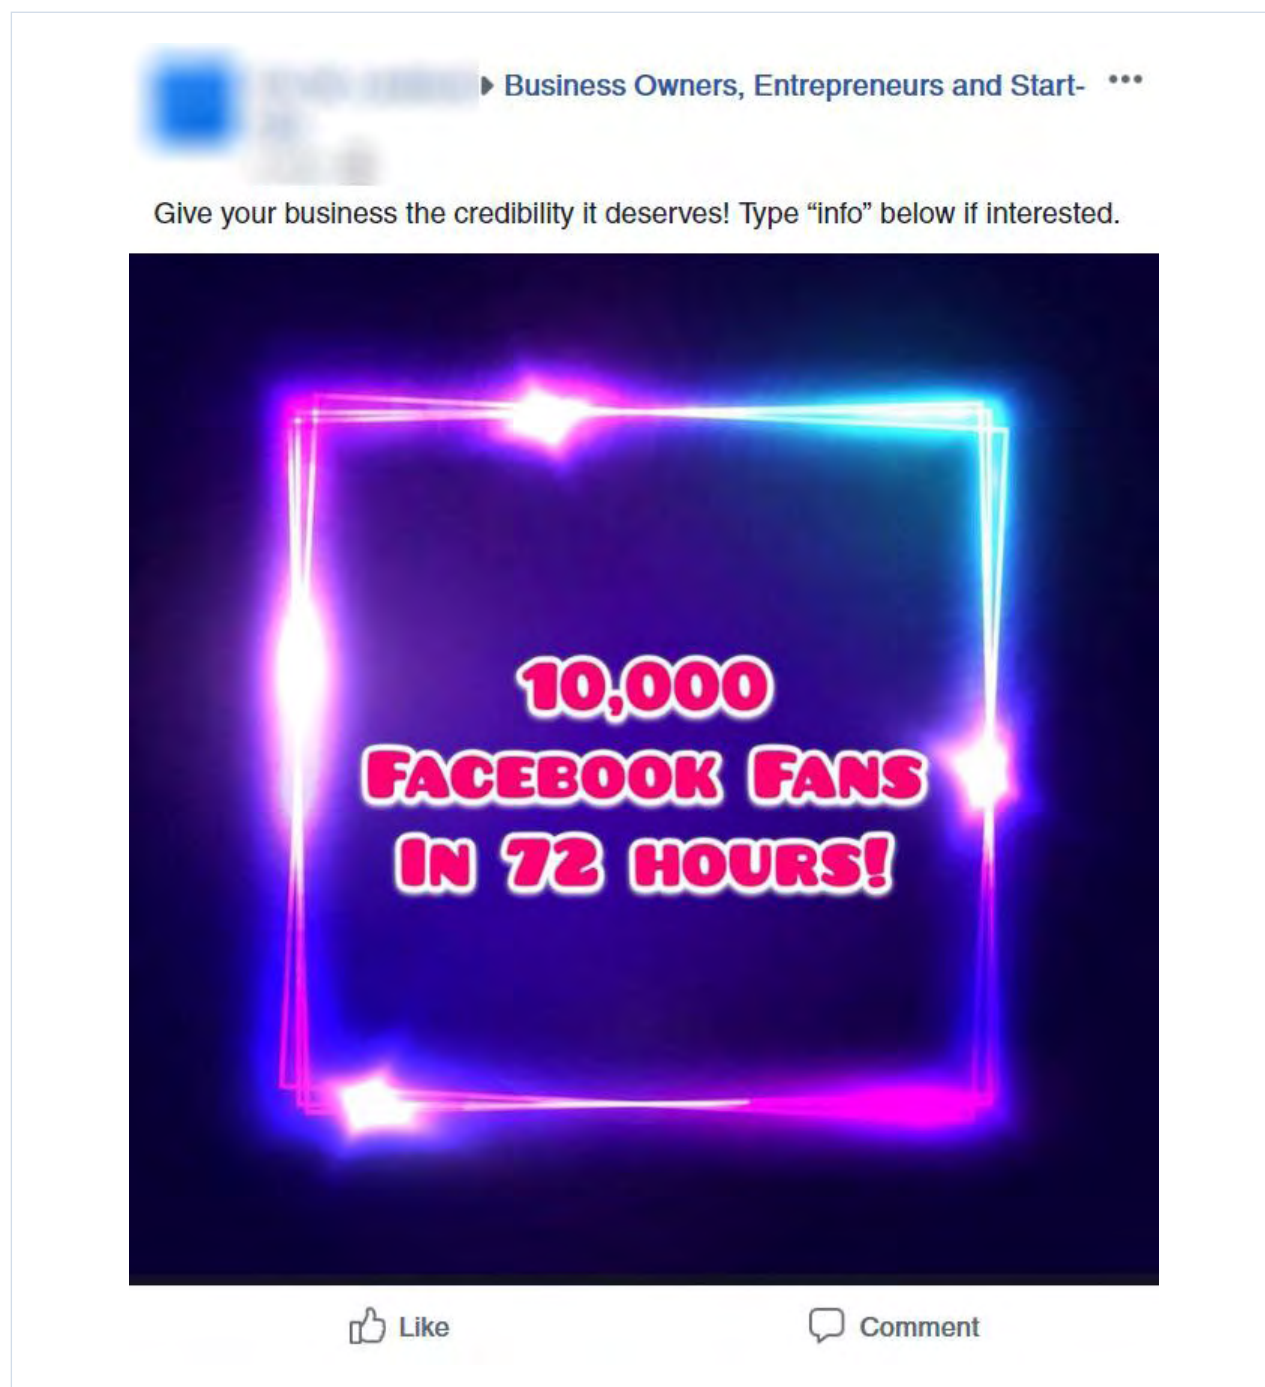 Business Owners, Entrepreneurs and Start-
Give your business the credibility it deserves! Type “info” below if interested.
10,000
Facebook Fans
In 72 hours!
Like
Comment